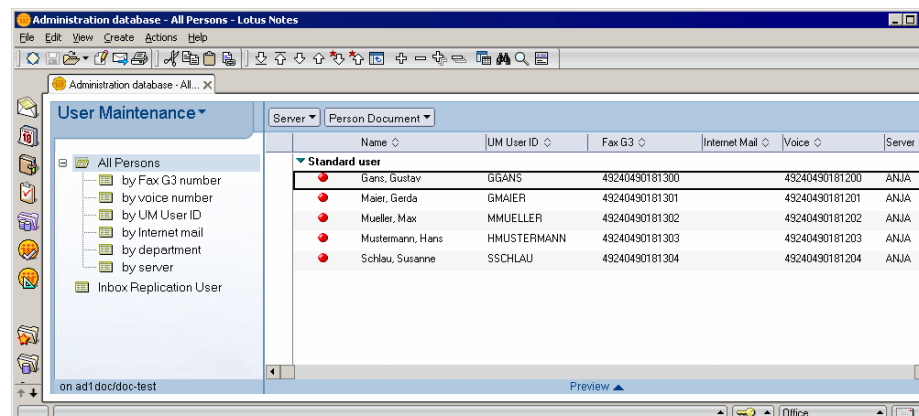 Administration database - All Persons - Lotus Notes
File Edit View Create Actions Help
Administration database - All...
User Maintenance
Server Person Document
Name UM User ID Fax G3 Internet Mail Voice Server
All Persons
Standard user
by Fax G3 number
Gans, Gustav GGANS 49240490181300 49240490181200 ANJA
by voice number
Maier, Gerda GMAIER 49240490181301 49240490181201 ANJA
by UM User ID
Mueller, Max MMUELLER 49240490181302 49240490181202 ANJA
by Internet mail
Mustermann, Hans HMUSTERMANN 49240490181303 49240490181203 ANJA
by department
Schlau, Susanne SSCHLAU 49240490181304 49240490181204 ANJA
by server
Inbox Replication User
on ad1doc/doc-test
Preview
Office